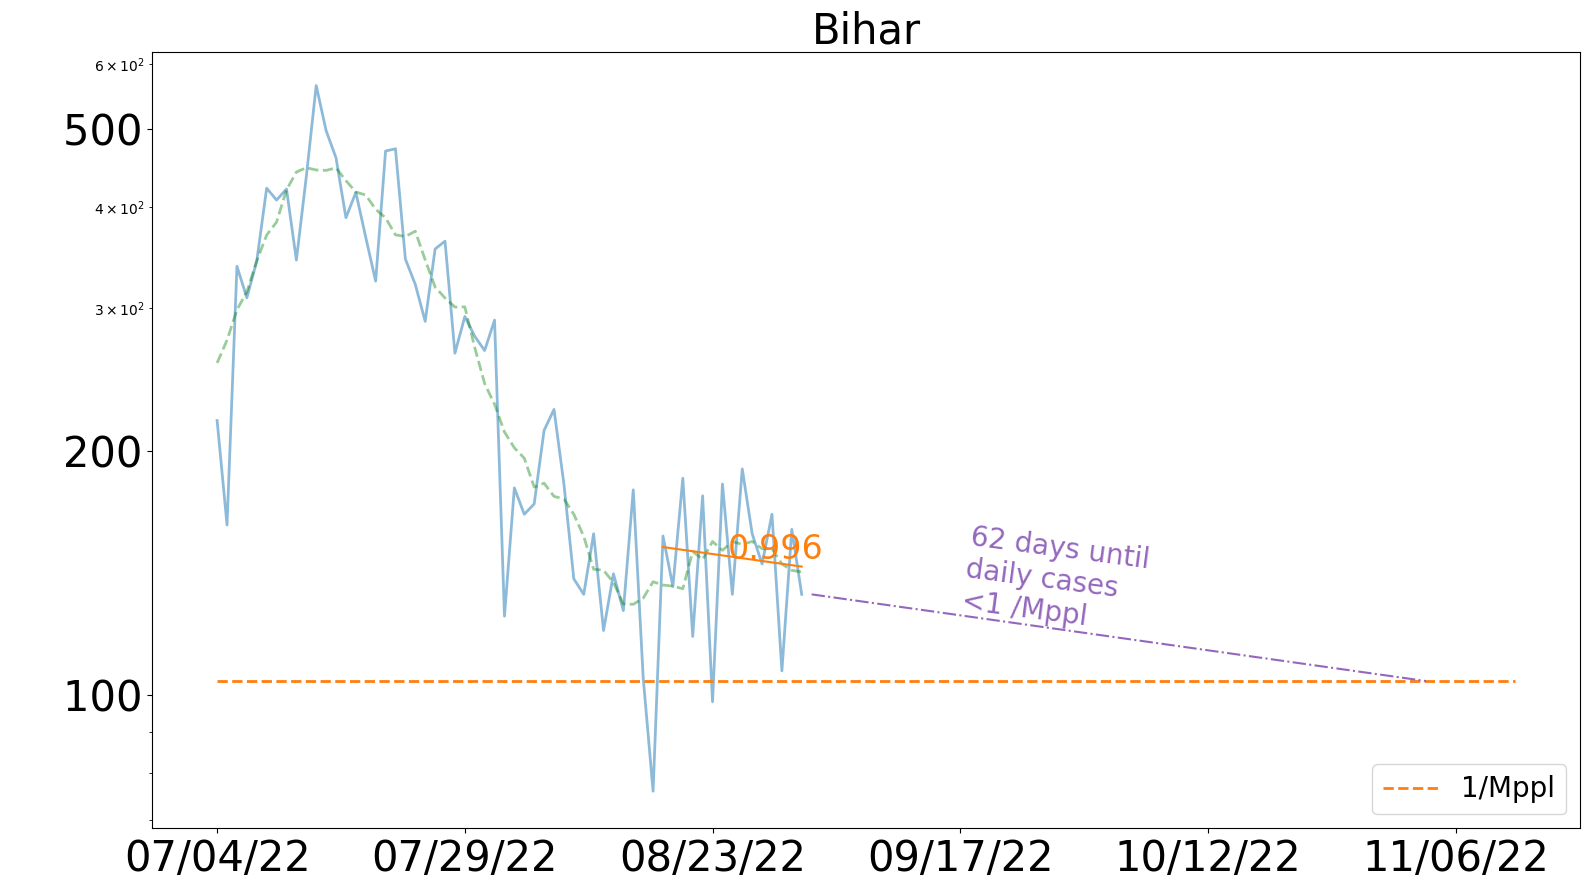 Bihar
6 × 10²
500
4 × 10²
3 × 10²
200
100
0.996
62 days until
daily cases
<1 /Mppl
1/Mppl
07/04/22
07/29/22
08/23/22
09/17/22
10/12/22
11/06/22